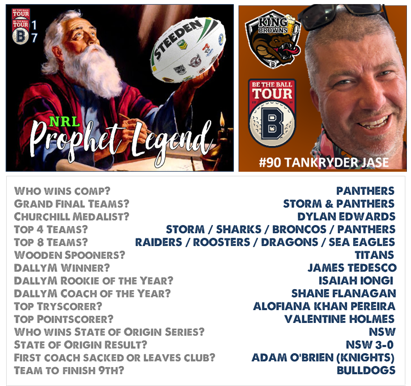 BE THE BALL
TOUR
B
1
7
STEEDEN
NRL
Prophet Legend
KING
BROWNS
BE THE BALL
TOUR
B
#90 TANKRYDER JASE
WHO WINS COMP? PANTHERS
GRAND FINAL TEAMS? STORM & PANTHERS
CHURCHILL MEDALIST? DYLAN EDWARDS
TOP 4 TEAMS? STORM / SHARKS / BRONCOS / PANTHERS
TOP 8 TEAMS? RAIDERS / ROOSTERS / DRAGONS / SEA EAGLES
WOODEN SPOONERS? TITANS
DALLYM WINNER? JAMES TEDESCO
DALLYM ROOKIE OF THE YEAR? ISAIAH IONGI
DALLYM COACH OF THE YEAR? SHANE FLANAGAN
TOP TRYSCORER? ALOFIANA KHAN PEREIRA
TOP POINTSCORER? VALENTINE HOLMES
WHO WINS STATE OF ORIGIN SERIES? NSW
STATE OF ORIGIN RESULT? NSW 3-0
FIRST COACH SACKED OR LEAVES CLUB? ADAM O'BRIEN (KNIGHTS)
TEAM TO FINISH 9TH? BULLDOGS